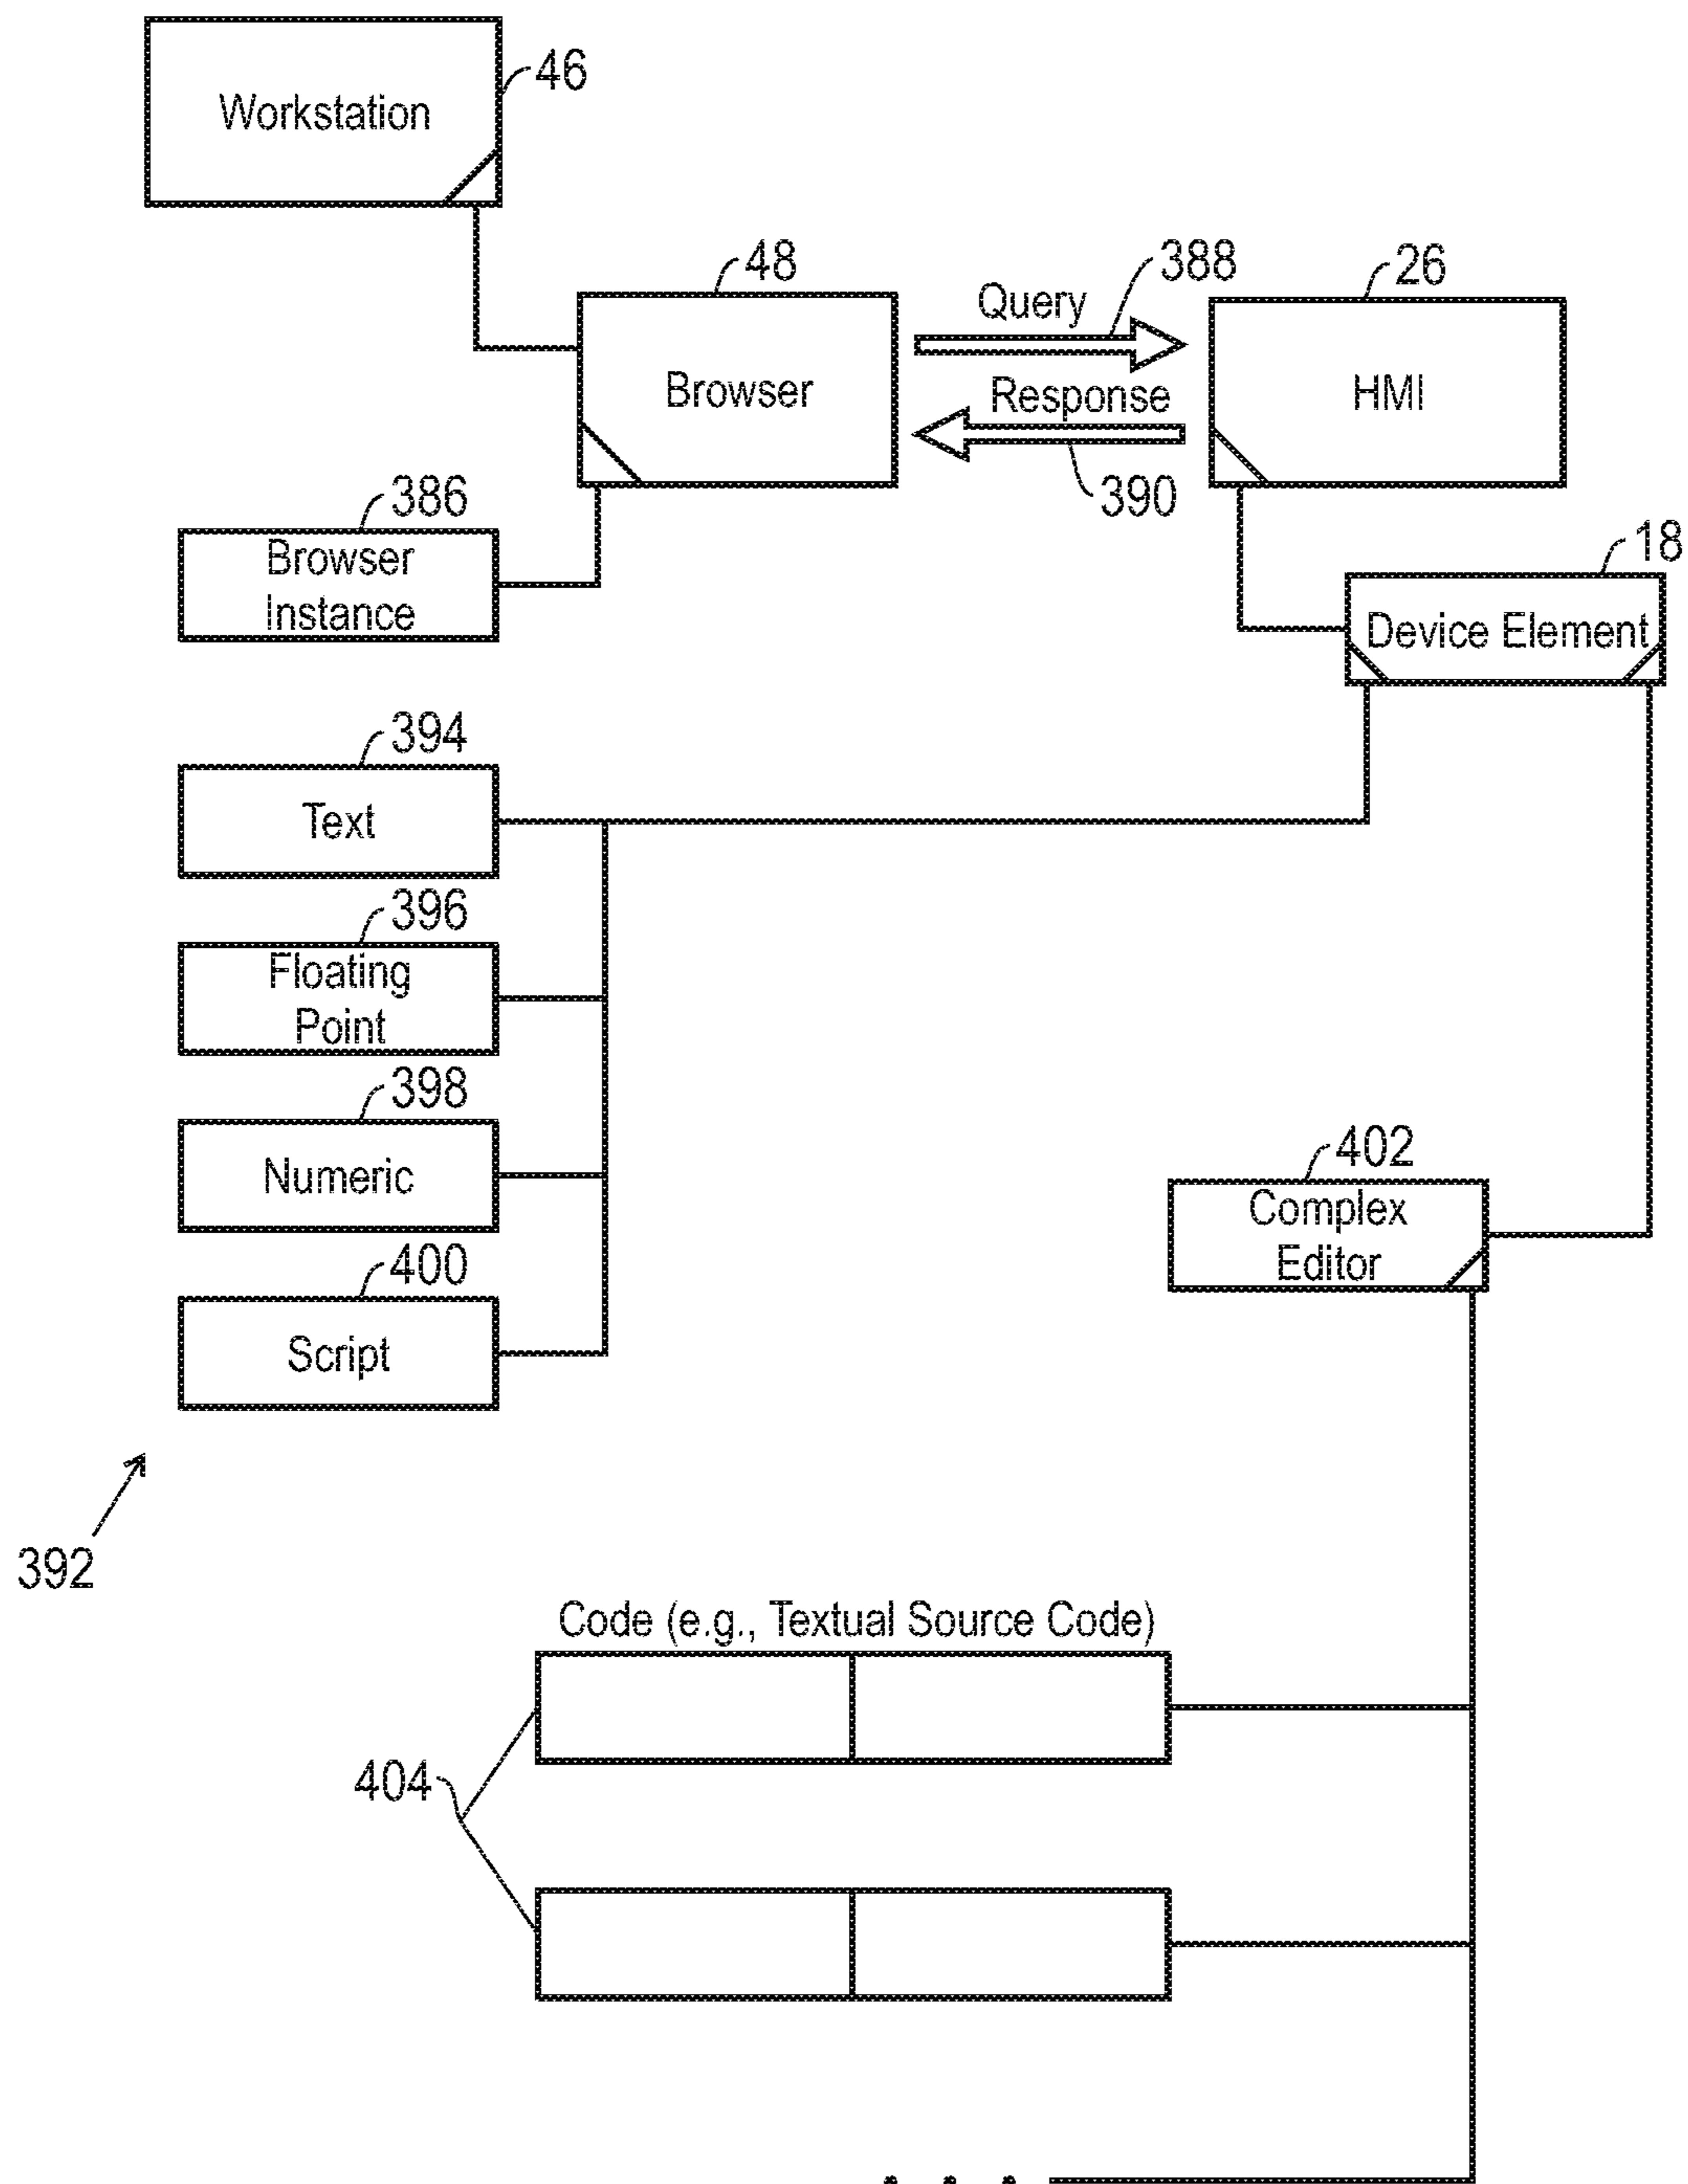 46
Workstation
48
388
26
Query
Browser
Response
HMI
390
386
Browser
Instance
18
Device Element
394
Text
396
Floating
Point
398
Numeric
402
Complex
Editor
400
Script
392
Code (e.g., Textual Source Code)
404